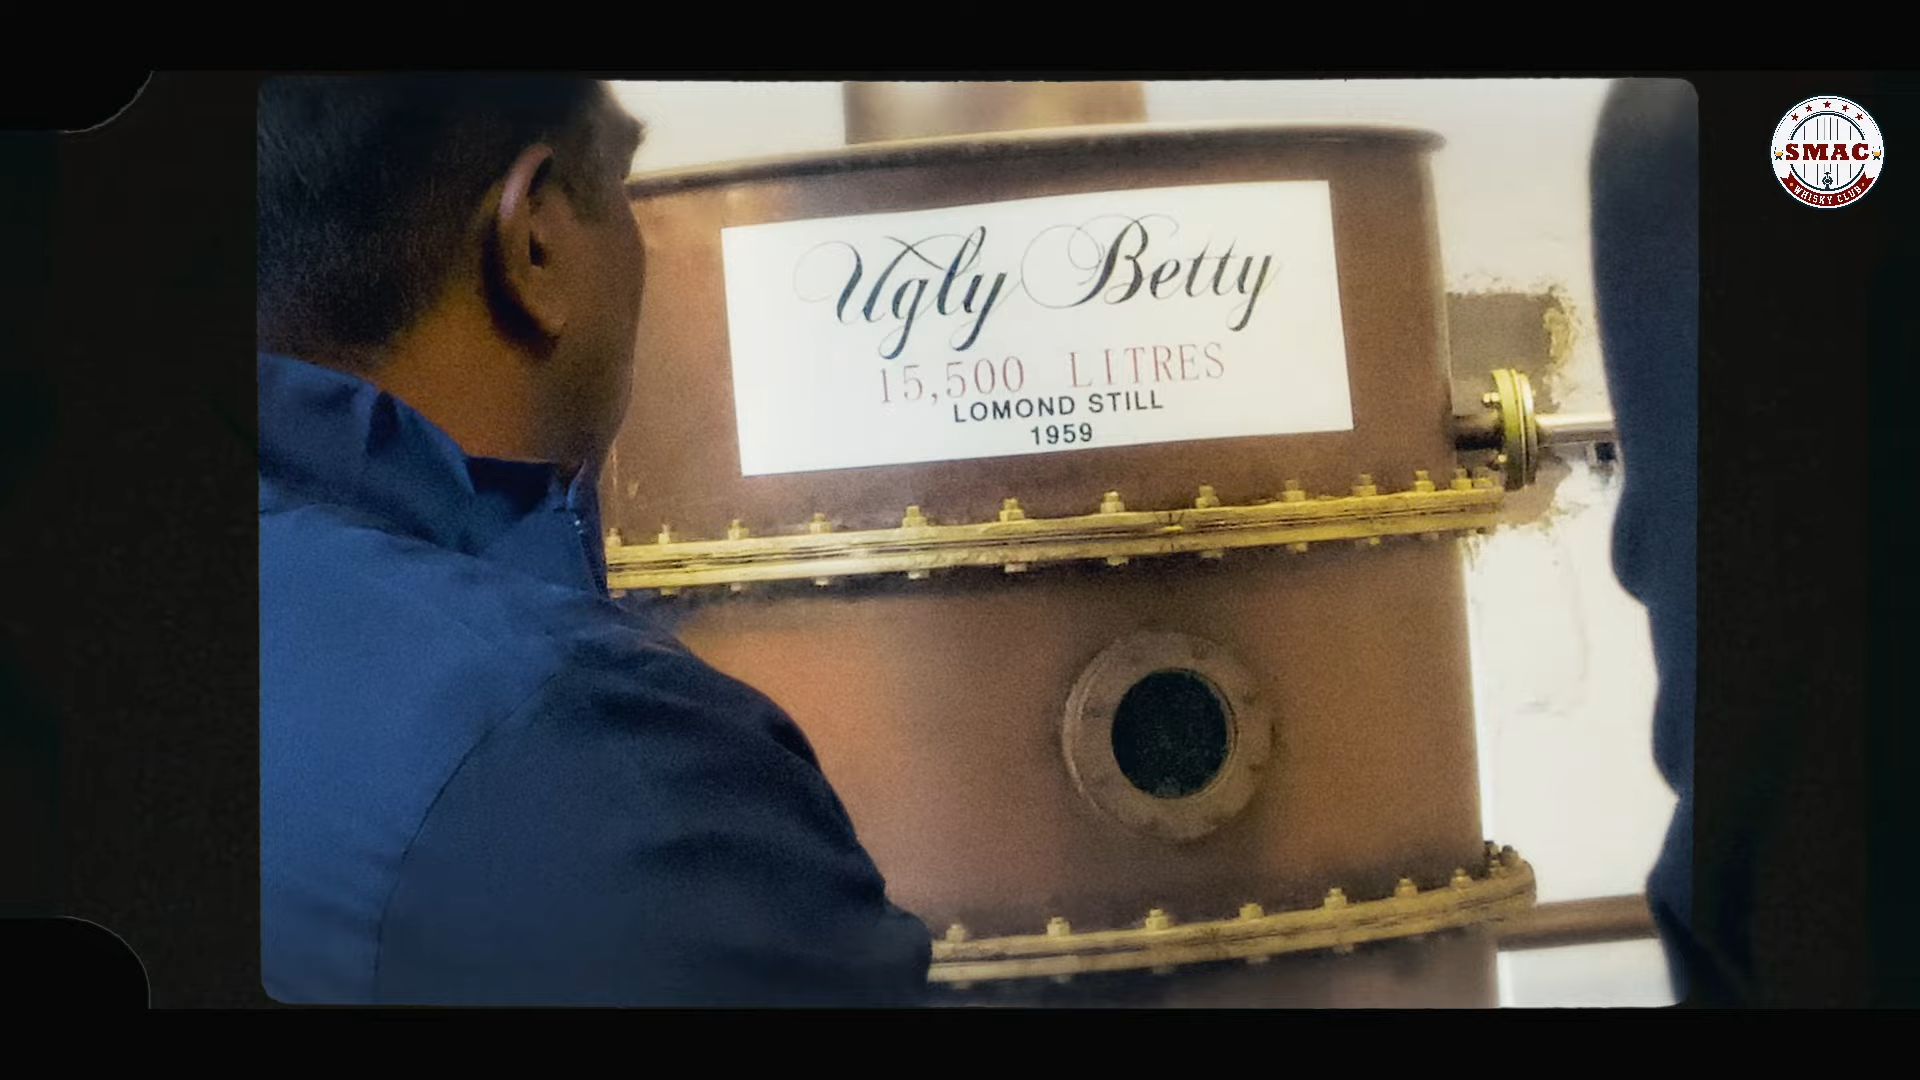 Ugly Betty
15,500 LITRES
LOMOND STILL
1959
SMAC
WHISKY CLUB